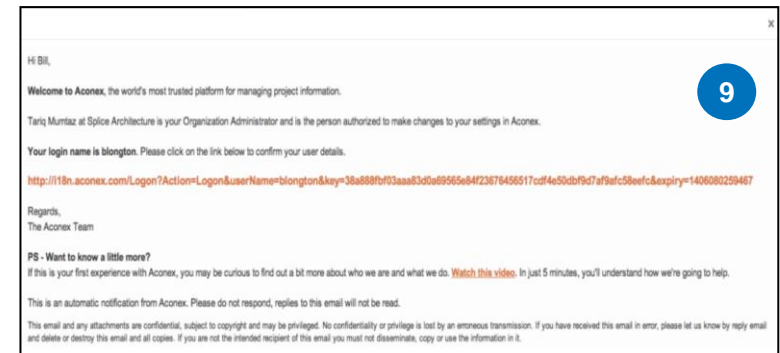 x
Hi Bill,
Welcome to Aconex, the world's most trusted platform for managing project information.
9
Tariq Mumtaz at Splice Architecture is your Organization Administrator and is the person authorized to make changes to your settings in Aconex.
Your login name is blongton. Please click on the link below to confirm your user details.
http://i18n.aconex.com/Logon?Action=Logon&userName=blongton&key=38a888fbf03aaa83d0a69565e84f23676456517cdf4e50dbf9d7af9afc58eefc&expiry=1406080259467
Regards,
The Aconex Team
PS - Want to know a little more?
If this is your first experience with Aconex, you may be curious to find out a bit more about who we are and what we do. Watch this video. In just 5 minutes, you'll understand how we're going to help.
This is an automatic notification from Aconex. Please do not respond, replies to this email will not be read.
This email and any attachments are confidential, subject to copyright and may be privileged. No confidentiality or privilege is lost by an erroneous transmission. If you have received this email in error, please let us know by reply email
and delete or destroy this email and all copies. If you are not the intended recipient of this email you must not disseminate, copy or use the information in it.